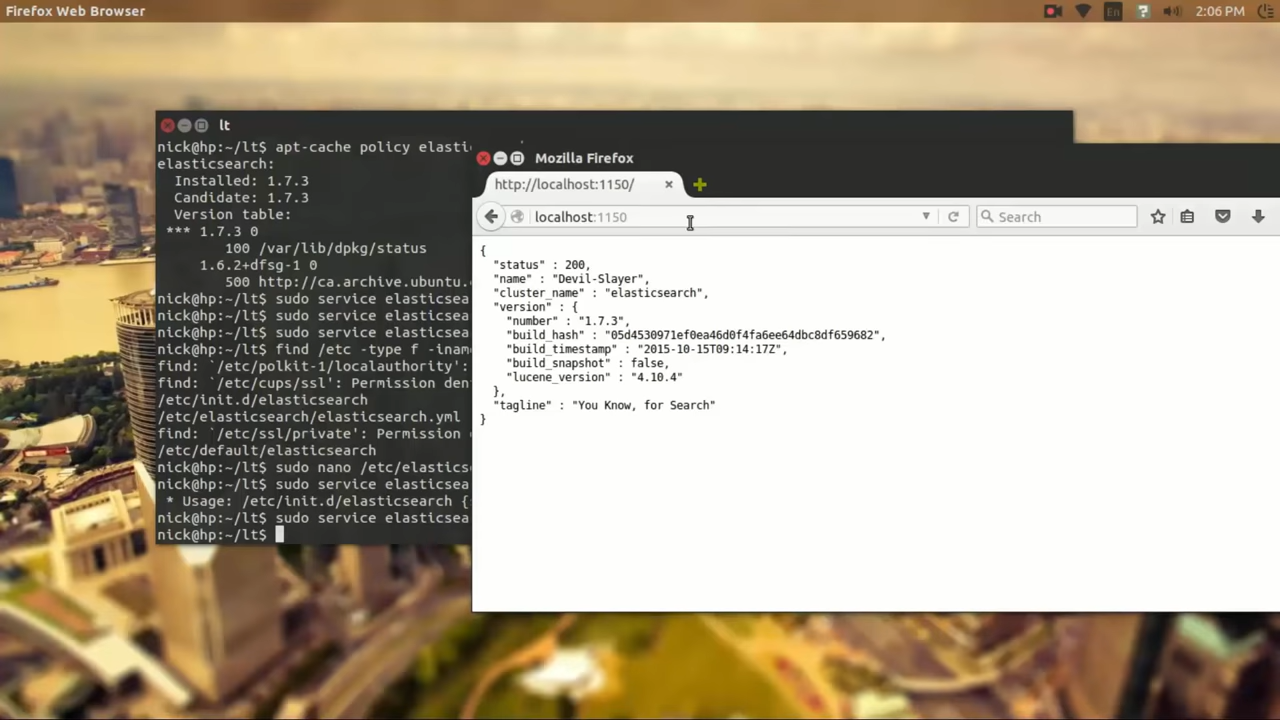 Firefox Web Browser
En
2:06 PM
lt
nick@hp:~/lt$ apt-cache policy elastic
elasticsearch:
Installed: 1.7.3
Candidate: 1.7.3
Version table:
*** 1.7.3 0
100 /var/lib/dpkg/status
1.6.2+dfsg-1 0
500 http://ca.archive.ubuntu.
nick@hp:~/lt$ sudo service elasticsea
nick@hp:~/lt$ sudo service elasticsea
nick@hp:~/lt$ sudo service elasticsea
nick@hp:~/lt$ find /etc -type f -iname
find: `/etc/polkit-1/localauthority':
find: `/etc/cups/ssl': Permission den
/etc/init.d/elasticsearch
/etc/elasticsearch/elasticsearch.yml
find: `/etc/ssl/private': Permission
/etc/default/elasticsearch
nick@hp:~/lt$ sudo nano /etc/elastics
nick@hp:~/lt$ sudo service elasticsea
* Usage: /etc/init.d/elasticsearch {
nick@hp:~/lt$ sudo service elasticsea
nick@hp:~/lt$
Mozilla Firefox
http://localhost:1150/
localhost:1150
Search
{
"status" : 200,
"name" : "Devil-Slayer",
"cluster_name" : "elasticsearch",
"version" : {
"number" : "1.7.3",
"build_hash" : "05d4530971ef0ea46d0f4fa6ee64dbc8df659682",
"build_timestamp" : "2015-10-15T09:14:17Z",
"build_snapshot" : false,
"lucene_version" : "4.10.4"
},
"tagline" : "You Know, for Search"
}